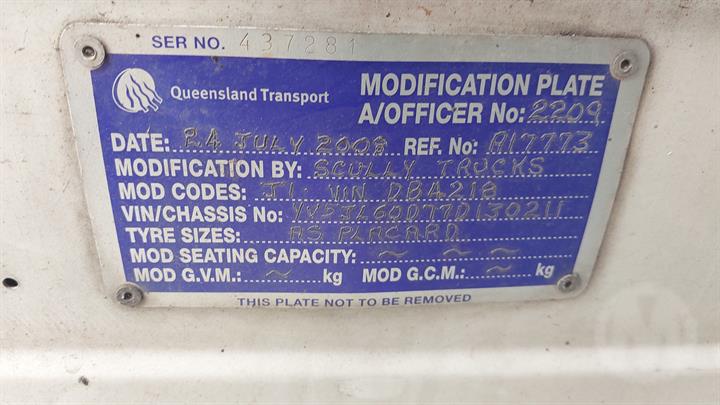 SER NO. 437281
Queensland Transport
MODIFICATION PLATE
A/OFFICER No: 2209
DATE: 24 JULY 2008 REF. No: A17773
MODIFICATION BY: SCULLY TRUCKS
MOD CODES: J1. VIN DB4218
VIN/CHASSIS No: YV5JL60D77D130211
TYRE SIZES: AS PLACARD
MOD SEATING CAPACITY: ~ ~ ~
MOD G.V.M.: ~ kg MOD G.C.M.: ~ kg
THIS PLATE NOT TO BE REMOVED